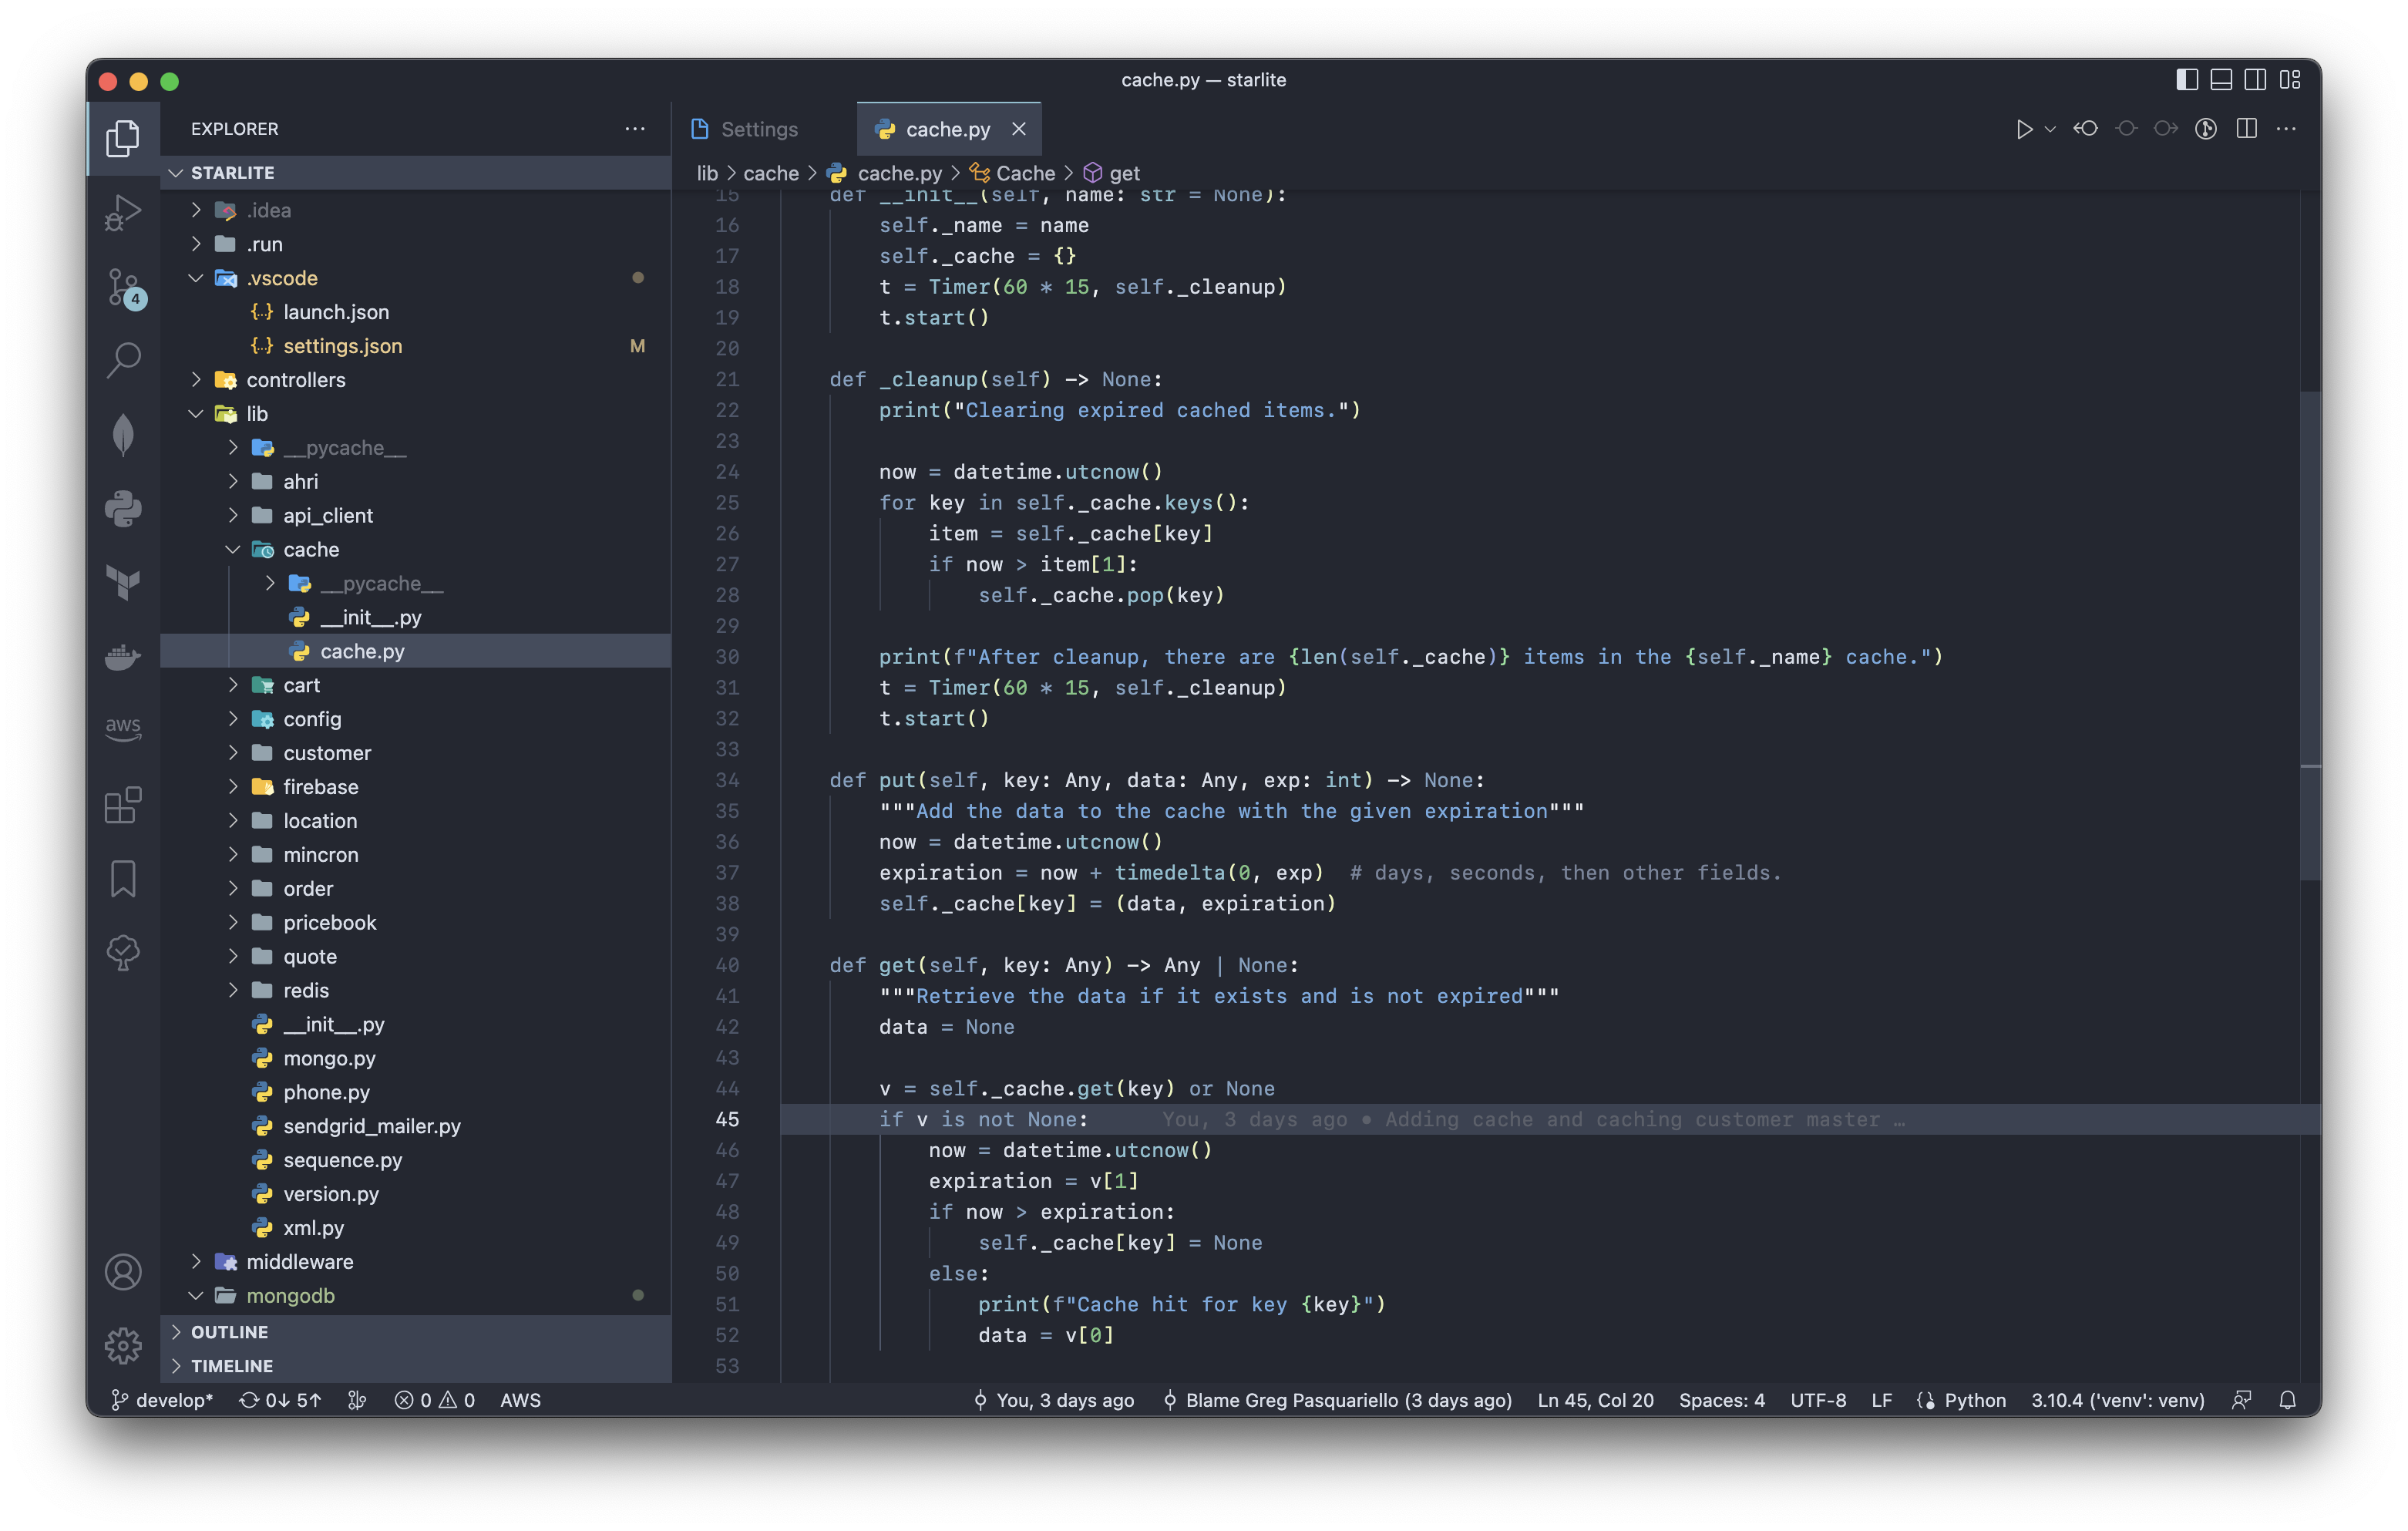 cache.py — starlite
EXPLORER
STARLITE
.idea
.run
.vscode
{..} launch.json
{..} settings.json M
controllers
lib
__pycache__
ahri
api_client
cache
__pycache__
__init__.py
cache.py
cart
config
customer
firebase
location
mincron
order
pricebook
quote
redis
__init__.py
mongo.py
phone.py
sendgrid_mailer.py
sequence.py
version.py
xml.py
middleware
mongodb
OUTLINE
TIMELINE
4
aws
Settings
cache.py
lib > cache > cache.py > Cache > get
15 def __init__(self, name: str = None):
16 self._name = name
17 self._cache = {}
18 t = Timer(60 * 15, self._cleanup)
19 t.start()
20
21 def _cleanup(self) -> None:
22 print("Clearing expired cached items.")
23
24 now = datetime.utcnow()
25 for key in self._cache.keys():
26 item = self._cache[key]
27 if now > item[1]:
28 self._cache.pop(key)
29
30 print(f"After cleanup, there are {len(self._cache)} items in the {self._name} cache.")
31 t = Timer(60 * 15, self._cleanup)
32 t.start()
33
34 def put(self, key: Any, data: Any, exp: int) -> None:
35 """Add the data to the cache with the given expiration"""
36 now = datetime.utcnow()
37 expiration = now + timedelta(0, exp) # days, seconds, then other fields.
38 self._cache[key] = (data, expiration)
39
40 def get(self, key: Any) -> Any | None:
41 """Retrieve the data if it exists and is not expired"""
42 data = None
43
44 v = self._cache.get(key) or None
45 if v is not None: You, 3 days ago • Adding cache and caching customer master …
46 now = datetime.utcnow()
47 expiration = v[1]
48 if now > expiration:
49 self._cache[key] = None
50 else:
51 print(f"Cache hit for key {key}")
52 data = v[0]
53
develop* 0↓ 5↑ 0 0 AWS You, 3 days ago Blame Greg Pasquariello (3 days ago) Ln 45, Col 20 Spaces: 4 UTF-8 LF Python 3.10.4 ('venv': venv)